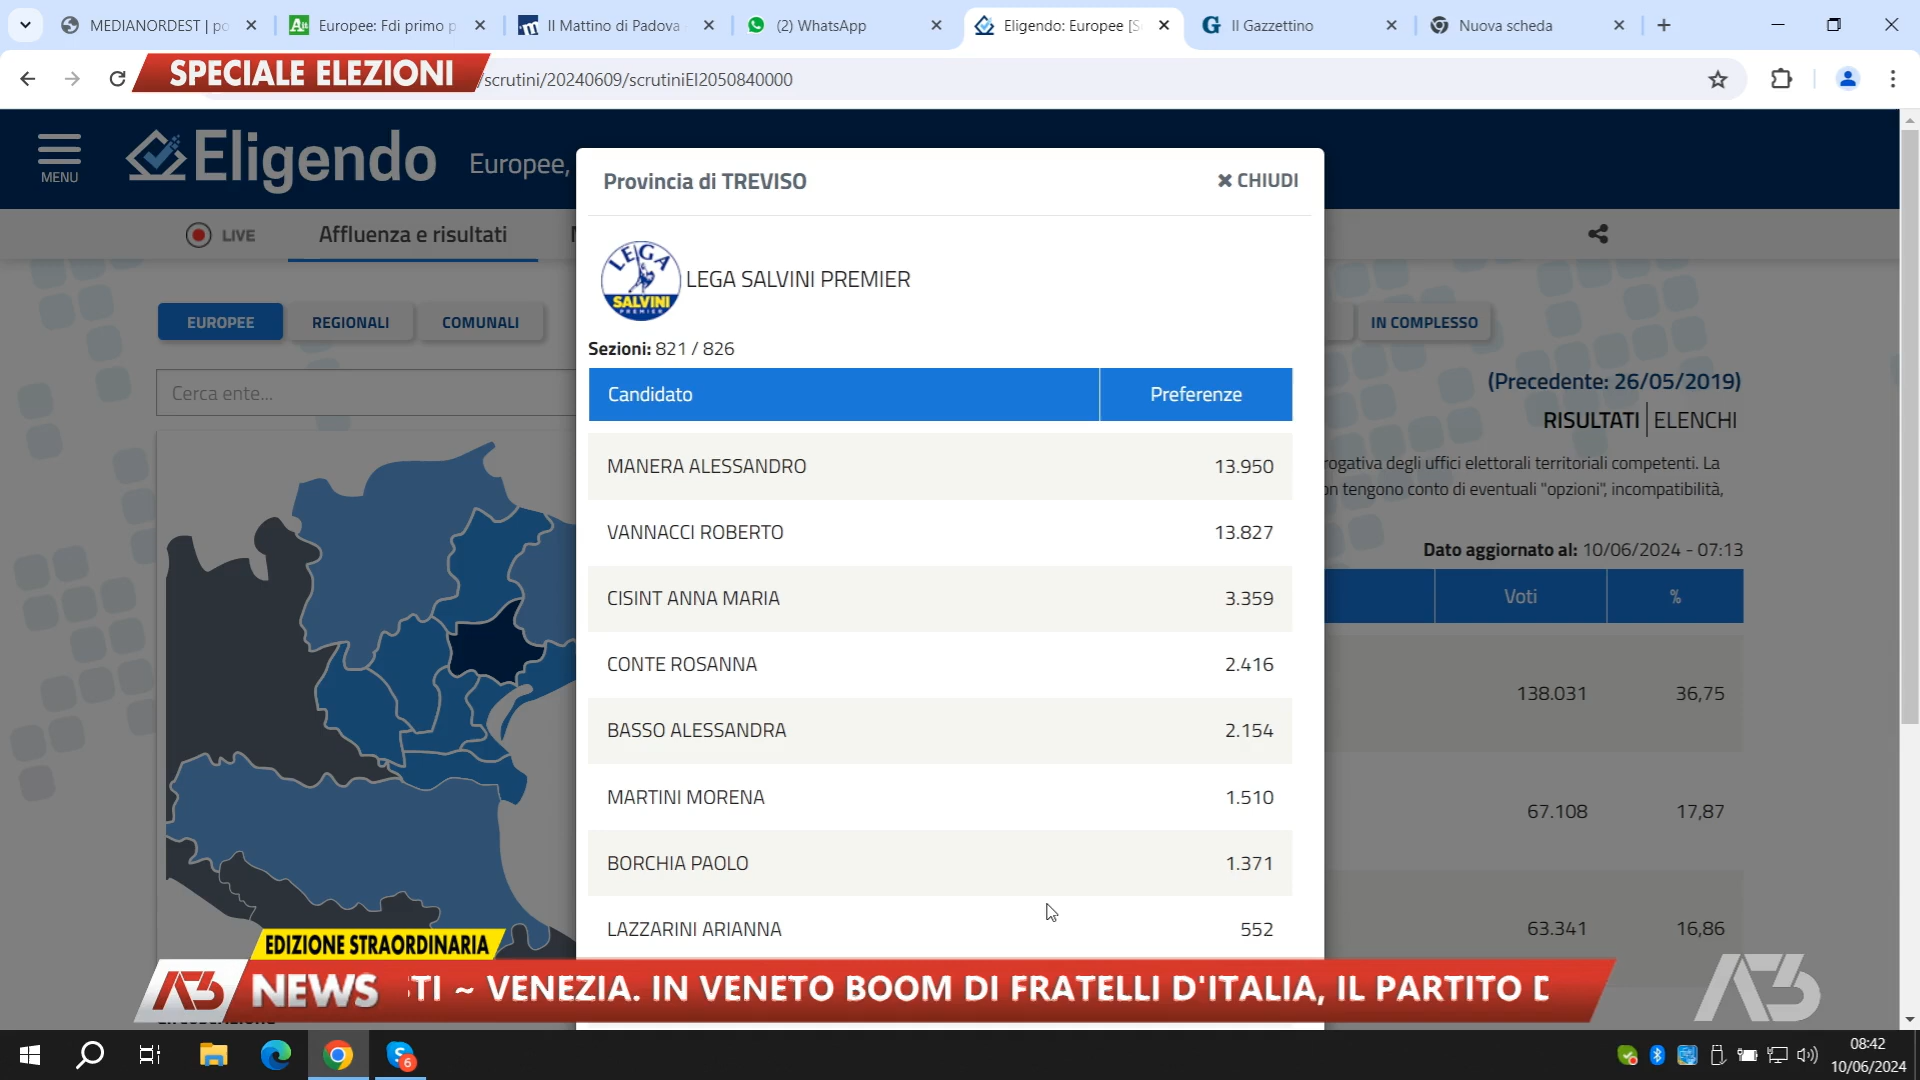 MEDIANORDEST | po
Europee: Fdi primo p
Il Mattino di Padova
(2) WhatsApp
Eligendo: Europee [S
Il Gazzettino
Nuova scheda
SPECIALE ELEZIONI
/scrutini/20240609/scrutiniEI2050840000
MENU
Eligendo
Europee,
LIVE
Affluenza e risultati
EUROPEE
REGIONALI
COMUNALI
IN COMPLESSO
Cerca ente...
(Precedente: 26/05/2019)
RISULTATI | ELENCHI
rogativa degli uffici elettorali territoriali competenti. La
on tengono conto di eventuali "opzioni", incompatibilità,
Dato aggiornato al: 10/06/2024 - 07:13
Voti %
138.031 36,75
67.108 17,87
63.341 16,86
Provincia di TREVISO
CHIUDI
LEGA
SALVINI
PREMIER
LEGA SALVINI PREMIER
Sezioni: 821 / 826
Candidato Preferenze
MANERA ALESSANDRO 13.950
VANNACCI ROBERTO 13.827
CISINT ANNA MARIA 3.359
CONTE ROSANNA 2.416
BASSO ALESSANDRA 2.154
MARTINI MORENA 1.510
BORCHIA PAOLO 1.371
LAZZARINI ARIANNA 552
EDIZIONE STRAORDINARIA
A3 NEWS
TI ~ VENEZIA. IN VENETO BOOM DI FRATELLI D'ITALIA, IL PARTITO D
A3
6
08:42
10/06/2024